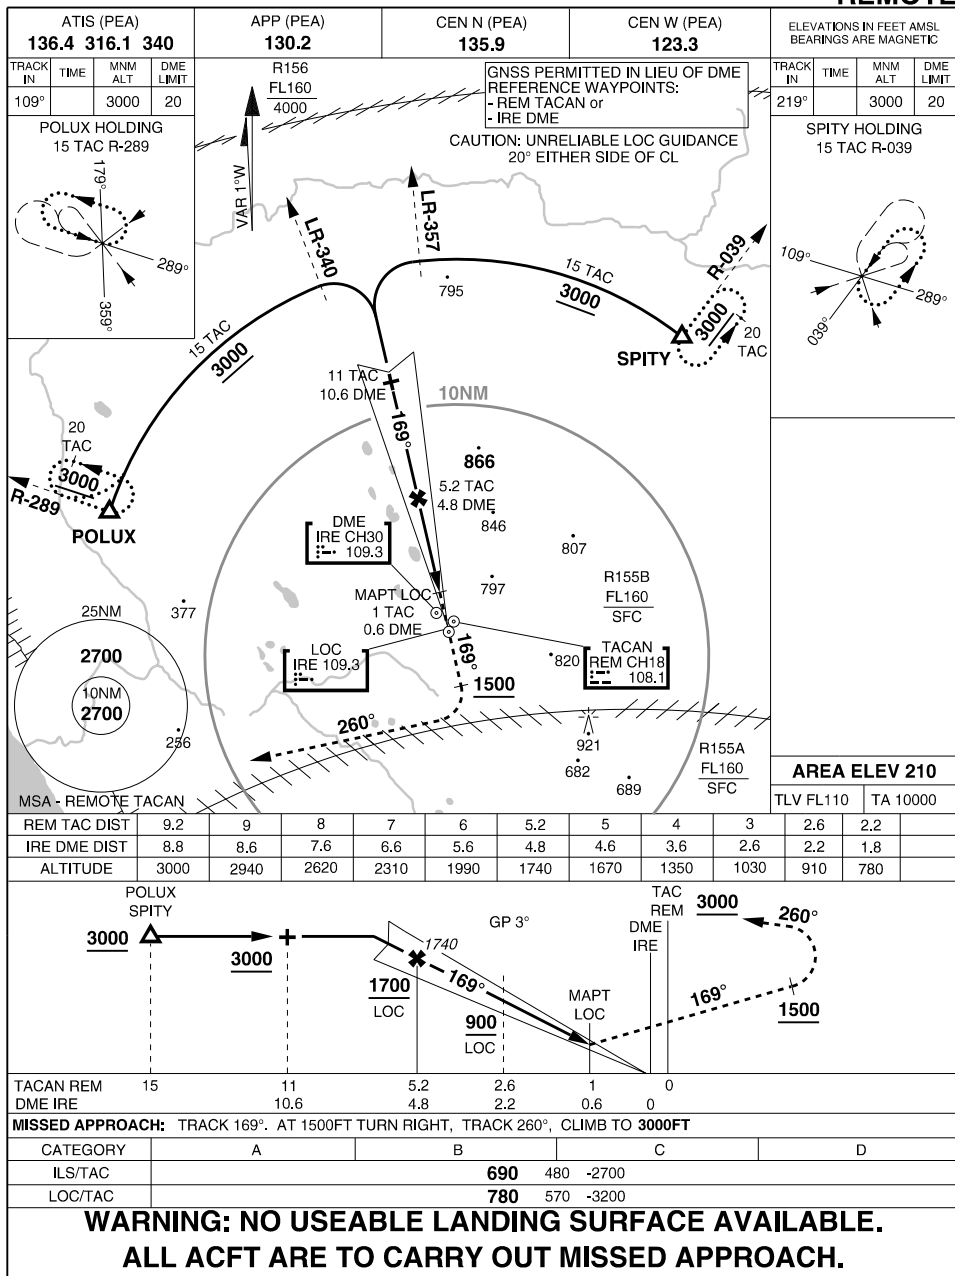 REMOTE
ATIS (PEA)
136.4 316.1 340
APP (PEA)
130.2
CEN N (PEA)
135.9
CEN W (PEA)
123.3
ELEVATIONS IN FEET AMSL
BEARINGS ARE MAGNETIC
TRACK IN TIME MNM ALT DME LIMIT
109° 3000 20
POLUX HOLDING
15 TAC R-289
179°
289°
359°
R156
FL160
4000
VAR 1°W
GNSS PERMITTED IN LIEU OF DME
REFERENCE WAYPOINTS:
- REM TACAN or
- IRE DME
CAUTION: UNRELIABLE LOC GUIDANCE
20° EITHER SIDE OF CL
TRACK IN TIME MNM ALT DME LIMIT
219° 3000 20
SPITY HOLDING
15 TAC R-039
109°
289°
039°
LR-340
LR-357
R-039
15 TAC
3000
795
15 TAC
3000
3000
20
TAC
SPITY
11 TAC
10.6 DME
10NM
169°
20
TAC
3000
R-289
POLUX
866
5.2 TAC
4.8 DME
846
807
DME
IRE CH30
109.3
797
R155B
FL160
SFC
MAPT LOC
1 TAC
0.6 DME
377
25NM
2700
10NM
2700
LOC
IRE 109.3
169°
820
TACAN
REM CH18
108.1
1500
260°
256
921
682
689
R155A
FL160
SFC
MSA - REMOTE TACAN
AREA ELEV 210
TLV FL110 TA 10000
REM TAC DIST 9.2 9 8 7 6 5.2 5 4 3 2.6 2.2
IRE DME DIST 8.8 8.6 7.6 6.6 5.6 4.8 4.6 3.6 2.6 2.2 1.8
ALTITUDE 3000 2940 2620 2310 1990 1740 1670 1350 1030 910 780
POLUX
SPITY
3000
3000
GP 3°
1740
169°
1700
LOC
900
LOC
MAPT
LOC
TAC
REM
DME
IRE
3000
260°
169°
1500
TACAN REM 15 11 5.2 2.6 1 0
DME IRE 10.6 4.8 2.2 0.6 0
MISSED APPROACH: TRACK 169°. AT 1500FT TURN RIGHT, TRACK 260°, CLIMB TO 3000FT
CATEGORY A B C D
ILS/TAC 690 480 -2700
LOC/TAC 780 570 -3200
WARNING: NO USEABLE LANDING SURFACE AVAILABLE.
ALL ACFT ARE TO CARRY OUT MISSED APPROACH.